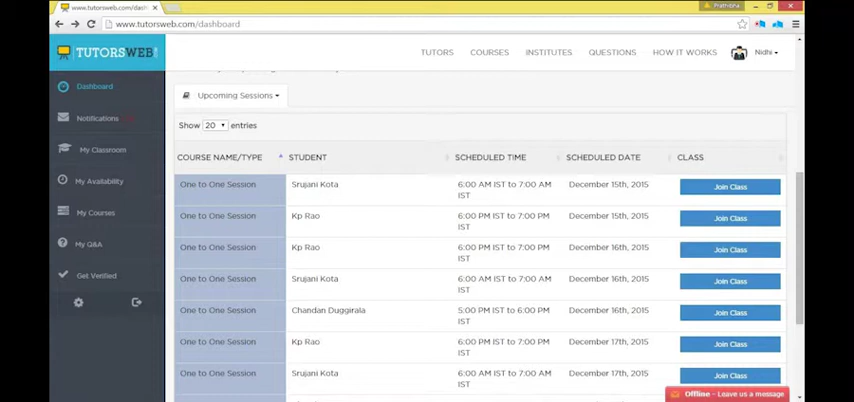 www.tutorsweb.com/dash
Prathibha
www.tutorsweb.com/dashboard
TUTORSWEB
TUTORS COURSES INSTITUTES QUESTIONS HOW IT WORKS Nidhi
Dashboard
Notifications
My Classroom
My Availability
My Courses
My Q&A
Get Verified
Upcoming Sessions
Show 20 entries
COURSE NAME/TYPE STUDENT SCHEDULED TIME SCHEDULED DATE CLASS
One to One Session Srujani Kota 6:00 AM IST to 7:00 AM December 15th, 2015 Join Class
IST
One to One Session Kp Rao 6:00 PM IST to 7:00 PM December 15th, 2015 Join Class
IST
One to One Session Kp Rao 6:00 PM IST to 7:00 PM December 16th, 2015 Join Class
IST
One to One Session Srujani Kota 6:00 AM IST to 7:00 AM December 16th, 2015 Join Class
IST
One to One Session Chandan Duggirala 5:00 PM IST to 6:00 PM December 16th, 2015 Join Class
IST
One to One Session Kp Rao 6:00 PM IST to 7:00 PM December 17th, 2015 Join Class
IST
One to One Session Srujani Kota 6:00 AM IST to 7:00 AM December 17th, 2015 Join Class
IST
Offline - Leave us a message